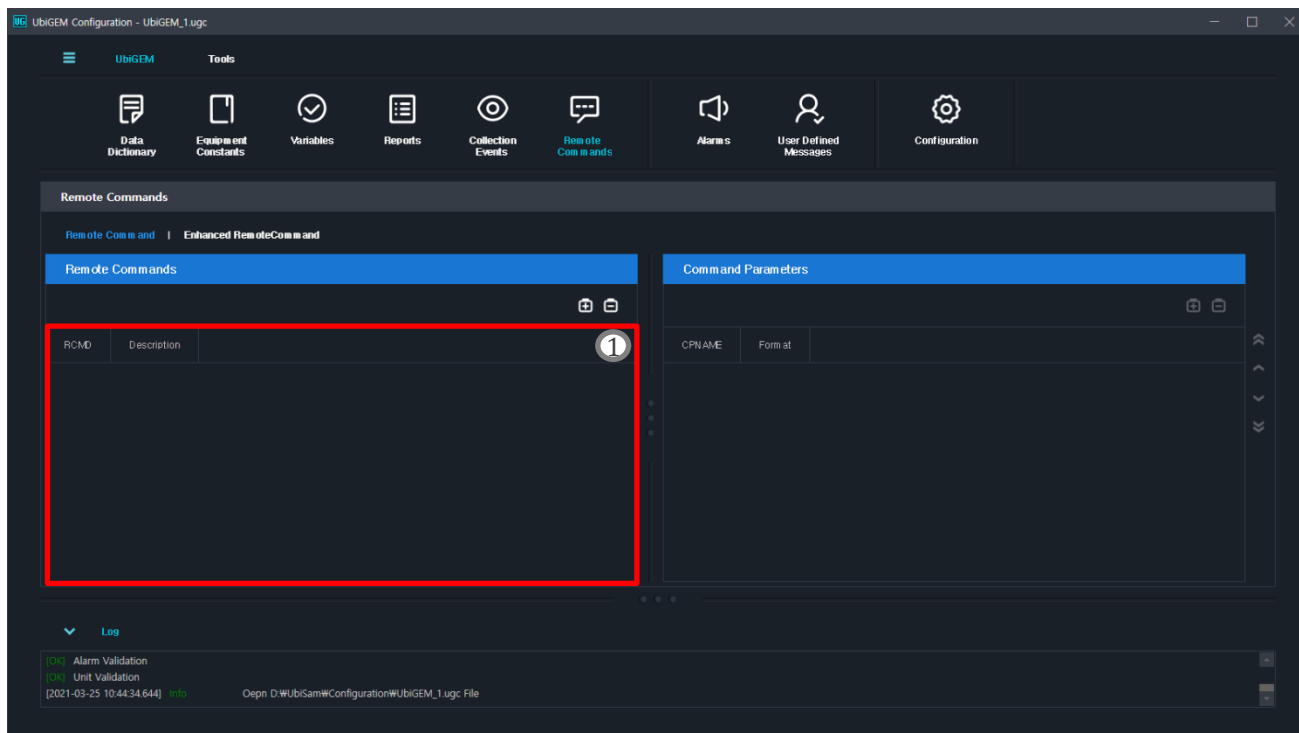 UG UbiGEM Configuration - UbiGEM_1.ugc
UbiGEM Tools
Data Dictionary
Equipment Constants
Variables
Reports
Collection Events
Remote Commands
Alarms
User Defined Messages
Configuration
Remote Commands
Remote Command | Enhanced RemoteCommand
Remote Commands
RCMD Description
1
Command Parameters
CPNAME Format
Log
[OK] Alarm Validation
[OK] Unit Validation
[2021-03-25 10:44:34.644] Info Oepn D:₩UbiSam₩Configuration₩UbiGEM_1.ugc File